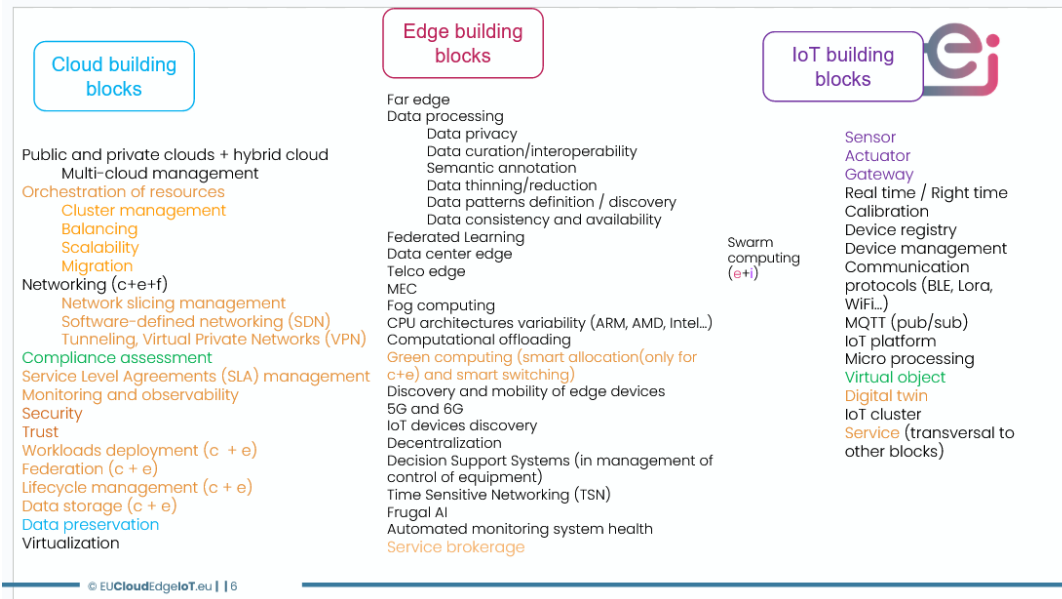 Cloud building
blocks
Public and private clouds + hybrid cloud
Multi-cloud management
Orchestration of resources
Cluster management
Balancing
Scalability
Migration
Networking (c+e+f)
Network slicing management
Software-defined networking (SDN)
Tunneling, Virtual Private Networks (VPN)
Compliance assessment
Service Level Agreements (SLA) management
Monitoring and observability
Security
Trust
Workloads deployment (c + e)
Federation (c + e)
Lifecycle management (c + e)
Data storage (c + e)
Data preservation
Virtualization
Edge building
blocks
Far edge
Data processing
Data privacy
Data curation/interoperability
Semantic annotation
Data thinning/reduction
Data patterns definition / discovery
Data consistency and availability
Federated Learning
Data center edge
Telco edge
MEC
Fog computing
CPU architectures variability (ARM, AMD, Intel…)
Computational offloading
Green computing (smart allocation(only for
c+e) and smart switching)
Discovery and mobility of edge devices
5G and 6G
IoT devices discovery
Decentralization
Decision Support Systems (in management of
control of equipment)
Time Sensitive Networking (TSN)
Frugal AI
Automated monitoring system health
Service brokerage
Swarm
computing
(e+i)
IoT building
blocks
ei
Sensor
Actuator
Gateway
Real time / Right time
Calibration
Device registry
Device management
Communication
protocols (BLE, Lora,
WiFi…)
MQTT (pub/sub)
IoT platform
Micro processing
Virtual object
Digital twin
IoT cluster
Service (transversal to
other blocks)
© EUCloudEdgeIoT.eu | | 6